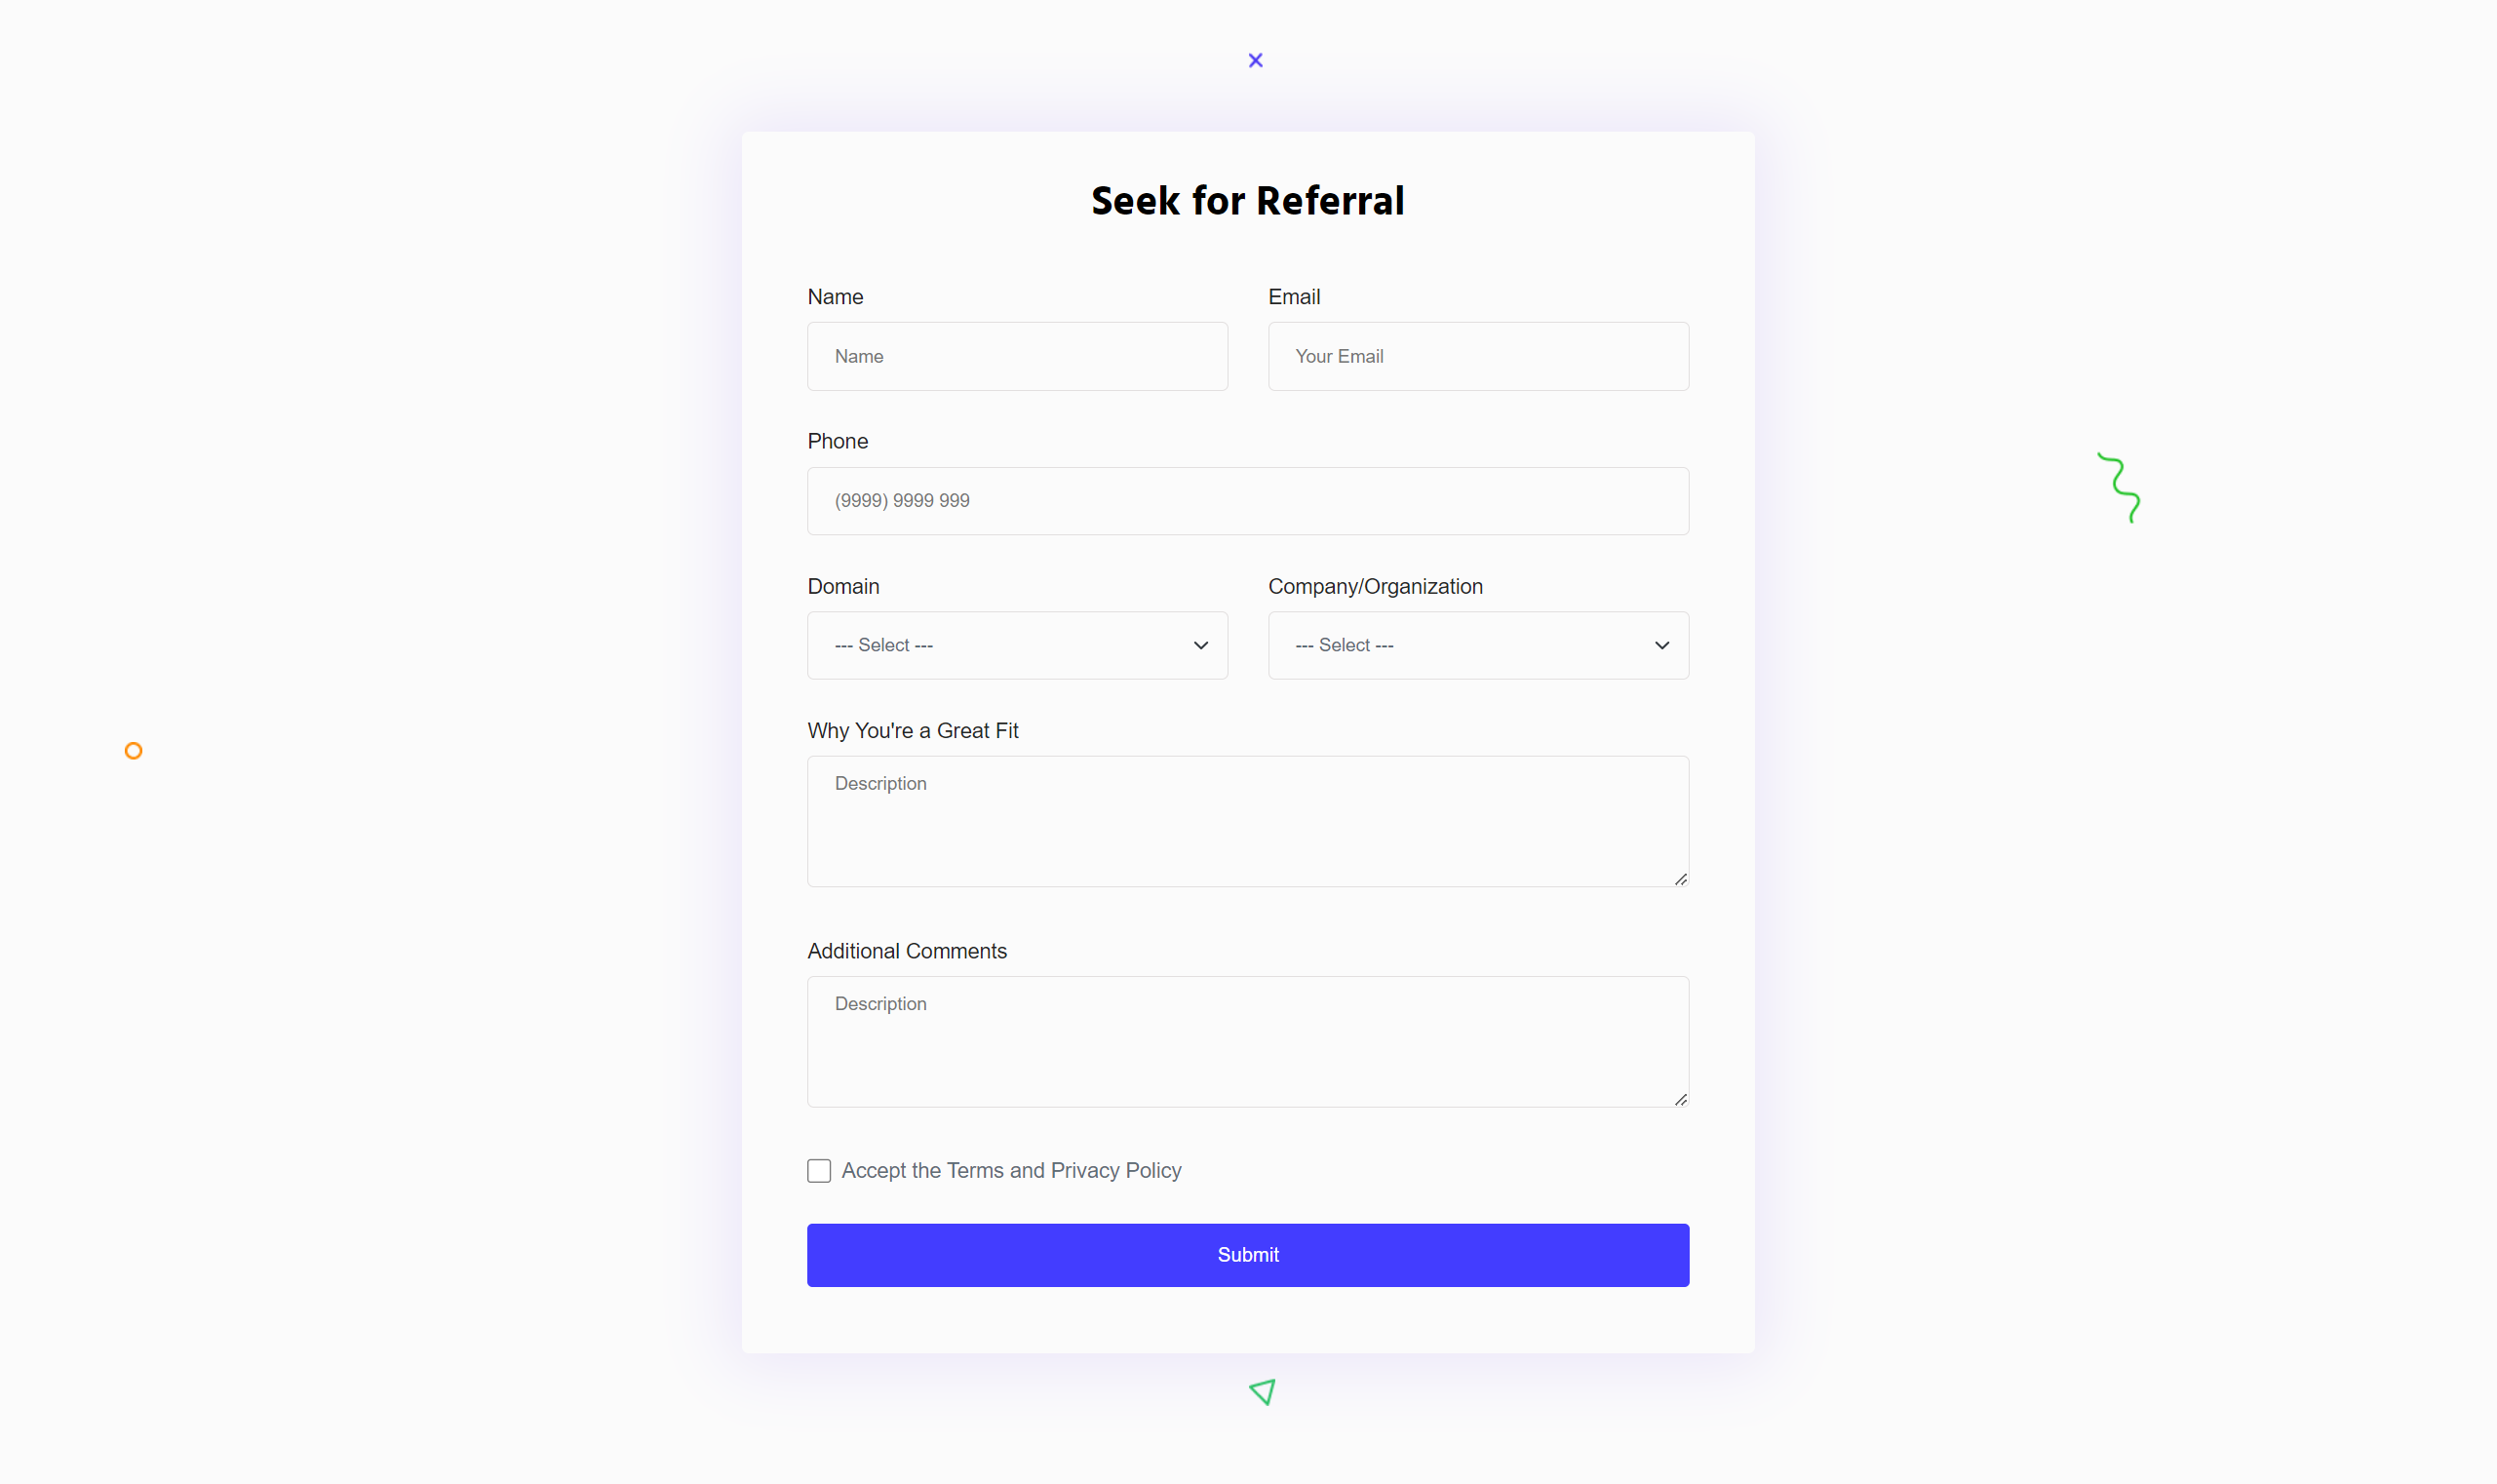 Seek for Referral
Name Email
Name Your Email
Phone
(9999) 9999 999
Domain Company/Organization
--- Select --- --- Select ---
Why You're a Great Fit
Description
Additional Comments
Description
Accept the Terms and Privacy Policy
Submit